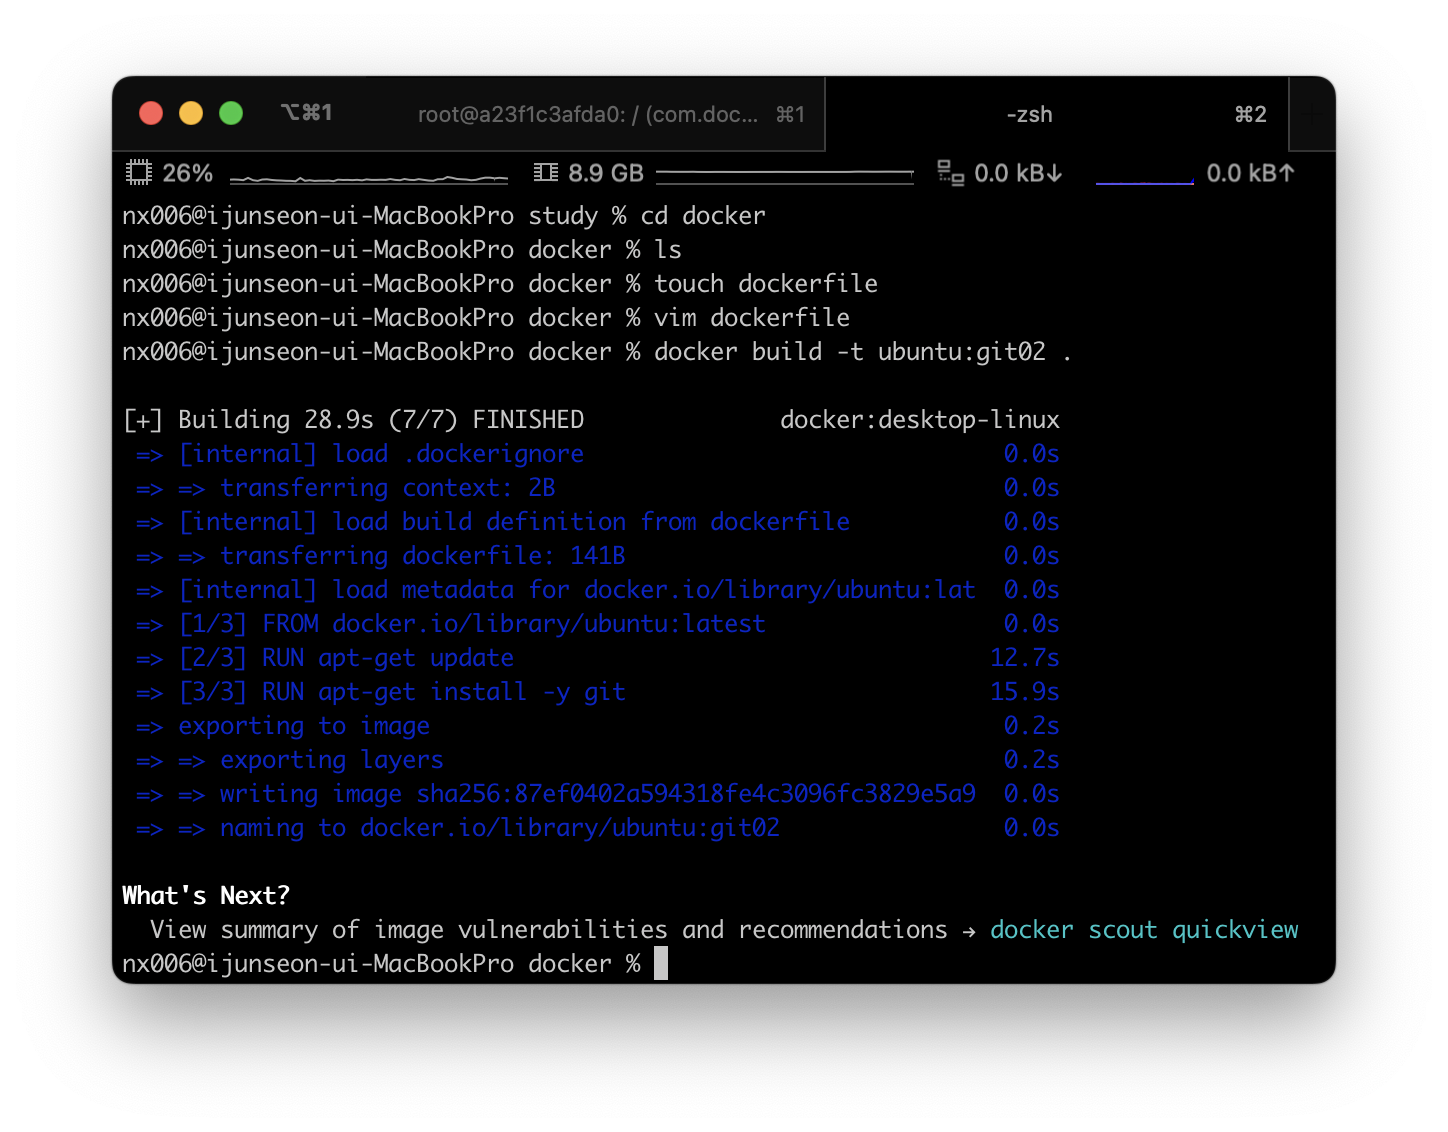 ⌥⌘1 root@a23f1c3afda0: / (com.doc... ⌘1 -zsh ⌘2
26% 8.9 GB 0.0 kB↓ 0.0 kB↑
nx006@ijunseon-ui-MacBookPro study % cd docker
nx006@ijunseon-ui-MacBookPro docker % ls
nx006@ijunseon-ui-MacBookPro docker % touch dockerfile
nx006@ijunseon-ui-MacBookPro docker % vim dockerfile
nx006@ijunseon-ui-MacBookPro docker % docker build -t ubuntu:git02 .
[+] Building 28.9s (7/7) FINISHED docker:desktop-linux
=> [internal] load .dockerignore 0.0s
=> => transferring context: 2B 0.0s
=> [internal] load build definition from dockerfile 0.0s
=> => transferring dockerfile: 141B 0.0s
=> [internal] load metadata for docker.io/library/ubuntu:lat 0.0s
=> [1/3] FROM docker.io/library/ubuntu:latest 0.0s
=> [2/3] RUN apt-get update 12.7s
=> [3/3] RUN apt-get install -y git 15.9s
=> exporting to image 0.2s
=> => exporting layers 0.2s
=> => writing image sha256:87ef0402a594318fe4c3096fc3829e5a9 0.0s
=> => naming to docker.io/library/ubuntu:git02 0.0s
What's Next?
View summary of image vulnerabilities and recommendations → docker scout quickview
nx006@ijunseon-ui-MacBookPro docker %